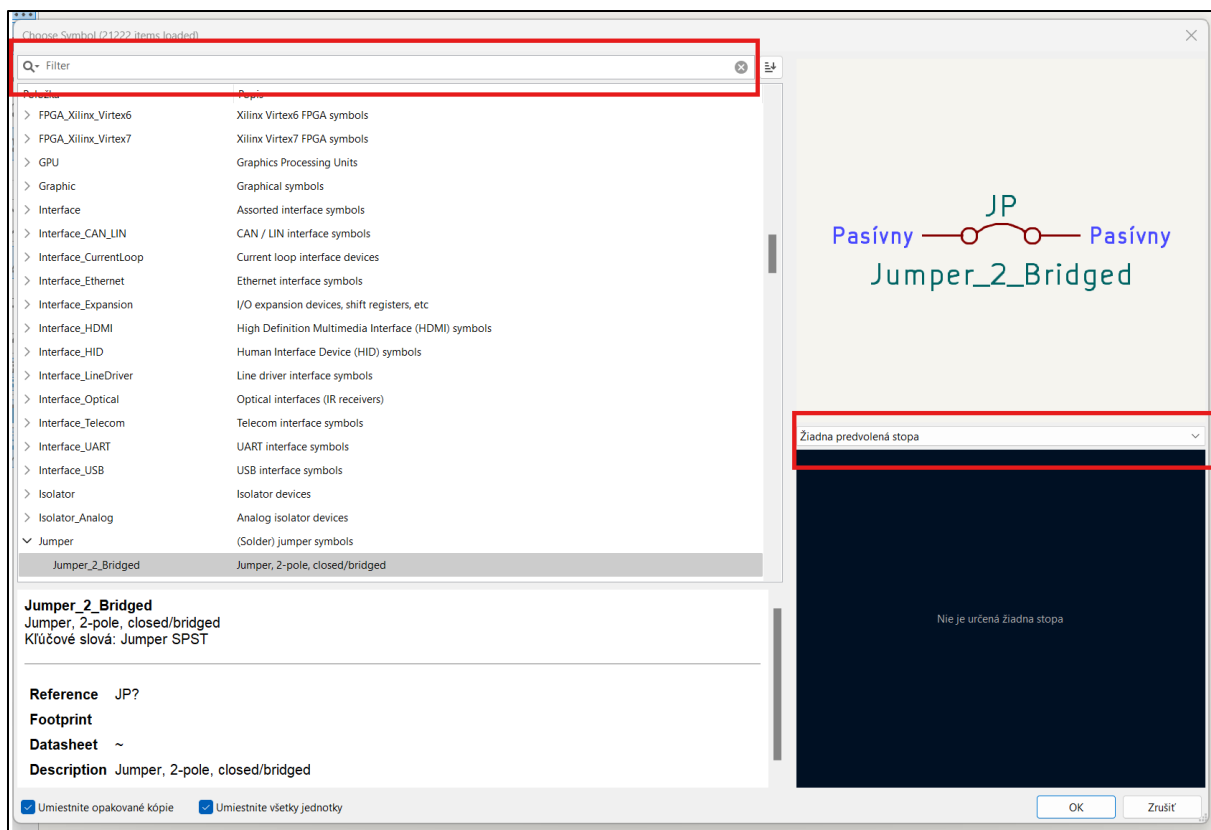 Choose Symbol (21222 items loaded)
Filter
Položka Popis
FPGA_Xilinx_Virtex6 Xilinx Virtex6 FPGA symbols
FPGA_Xilinx_Virtex7 Xilinx Virtex7 FPGA symbols
GPU Graphics Processing Units
Graphic Graphical symbols
Interface Assorted interface symbols
Interface_CAN_LIN CAN / LIN interface symbols
Interface_CurrentLoop Current loop interface devices
Interface_Ethernet Ethernet interface symbols
Interface_Expansion I/O expansion devices, shift registers, etc
Interface_HDMI High Definition Multimedia Interface (HDMI) symbols
Interface_HID Human Interface Device (HID) symbols
Interface_LineDriver Line driver interface symbols
Interface_Optical Optical interfaces (IR receivers)
Interface_Telecom Telecom interface symbols
Interface_UART UART interface symbols
Interface_USB USB interface symbols
Isolator Isolator devices
Isolator_Analog Analog isolator devices
Jumper (Solder) jumper symbols
Jumper_2_Bridged Jumper, 2-pole, closed/bridged
Jumper_2_Bridged
Jumper, 2-pole, closed/bridged
Kľúčové slová: Jumper SPST
Reference JP?
Footprint
Datasheet ~
Description Jumper, 2-pole, closed/bridged
JP
Pasívny Pasívny
Jumper_2_Bridged
Žiadna predvolená stopa
Nie je určená žiadna stopa
Umiestnite opakované kópie Umiestnite všetky jednotky
OK Zrušiť